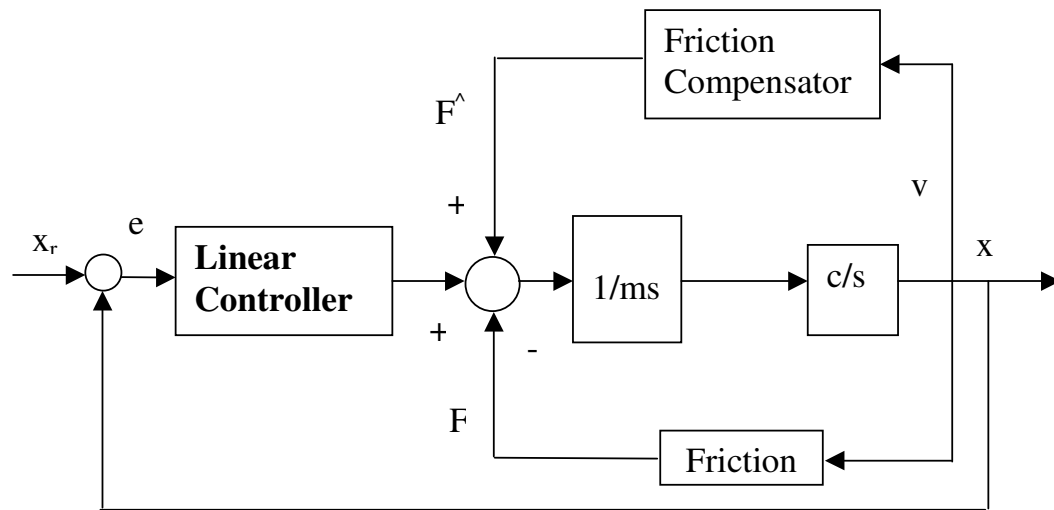 Friction
Compensator
F^
v
+
x_r
e
Linear
Controller
1/ms
c/s
x
+
-
F
Friction